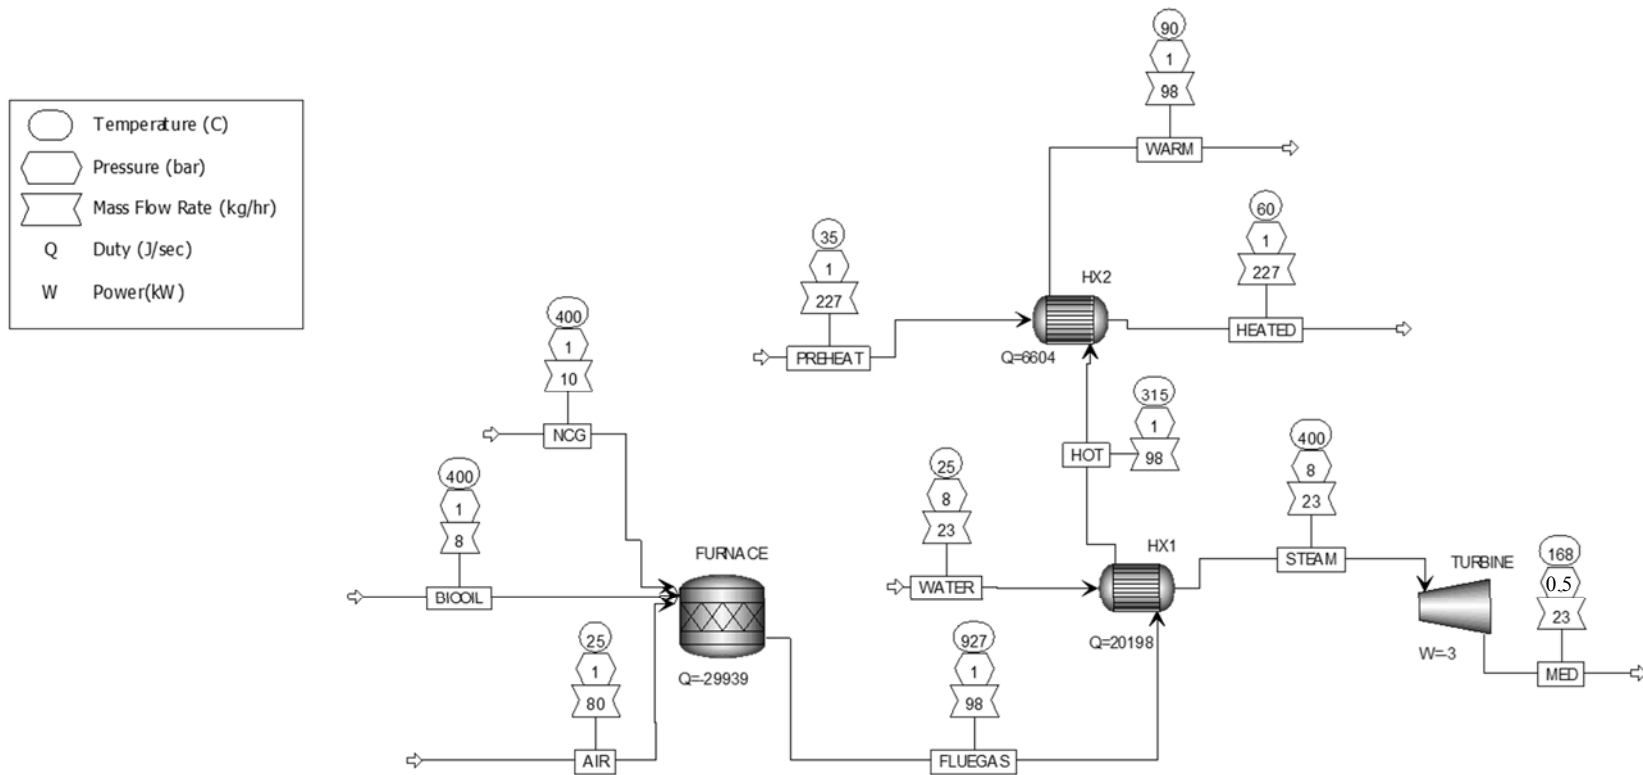 Temperature (C)
Pressure (bar)
Mass Flow Rate (kg/hr)
Q Duty (J/sec)
W Power(kW)
90
1
98
WARM
35
1
227
PREHEAT
60
1
227
HEATED
HX2
Q=6604
400
1
10
NCG
315
1
98
HOT
400
1
8
BIOOIL
25
8
23
WATER
400
8
23
STEAM
FURNACE
Q=-29939
HX1
Q=20198
TURBINE
W=-3
168
0.5
23
MED
25
1
80
AIR
927
1
98
FLUEGAS